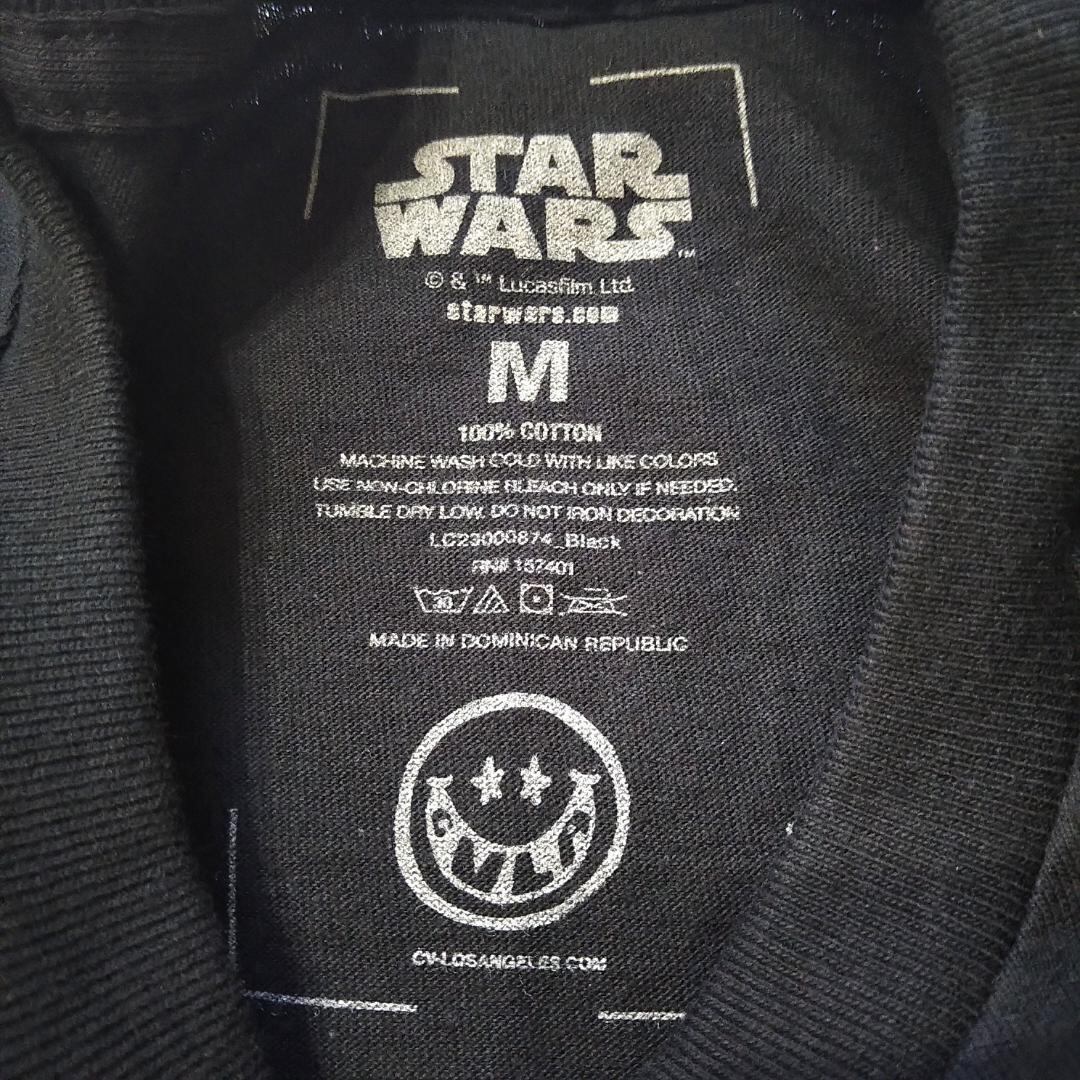 STAR
WARS™
© & ™ Lucasfilm Ltd.
starwars.com
M
100% COTTON
MACHINE WASH COLD WITH LIKE COLORS
USE NON-CHLORINE BLEACH ONLY IF NEEDED.
TUMBLE DRY LOW. DO NOT IRON DECORATION
LC23000874_Black
RN# 157401
30
MADE IN DOMINICAN REPUBLIC
CVLA
CV-LOSANGELES.COM